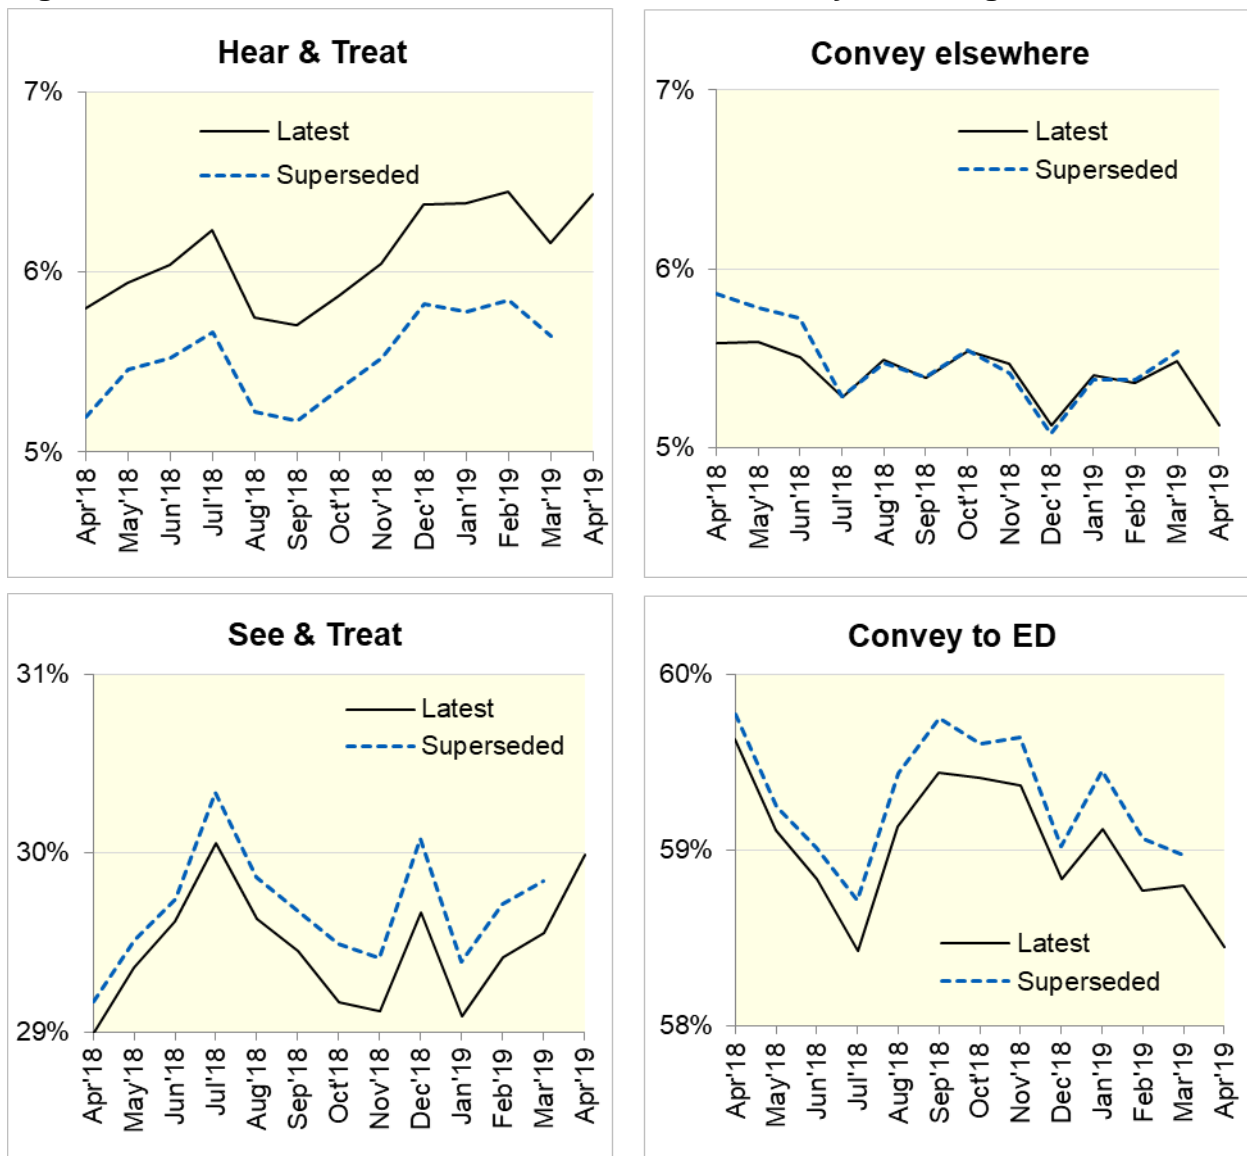 Hear & Treat
7%
6%
5%
Latest
Superseded
Apr'18
May'18
Jun'18
Jul'18
Aug'18
Sep'18
Oct'18
Nov'18
Dec'18
Jan'19
Feb'19
Mar'19
Apr'19
Convey elsewhere
7%
6%
5%
Latest
Superseded
Apr'18
May'18
Jun'18
Jul'18
Aug'18
Sep'18
Oct'18
Nov'18
Dec'18
Jan'19
Feb'19
Mar'19
Apr'19
See & Treat
31%
30%
29%
Latest
Superseded
Apr'18
May'18
Jun'18
Jul'18
Aug'18
Sep'18
Oct'18
Nov'18
Dec'18
Jan'19
Feb'19
Mar'19
Apr'19
Convey to ED
60%
59%
58%
Latest
Superseded
Apr'18
May'18
Jun'18
Jul'18
Aug'18
Sep'18
Oct'18
Nov'18
Dec'18
Jan'19
Feb'19
Mar'19
Apr'19